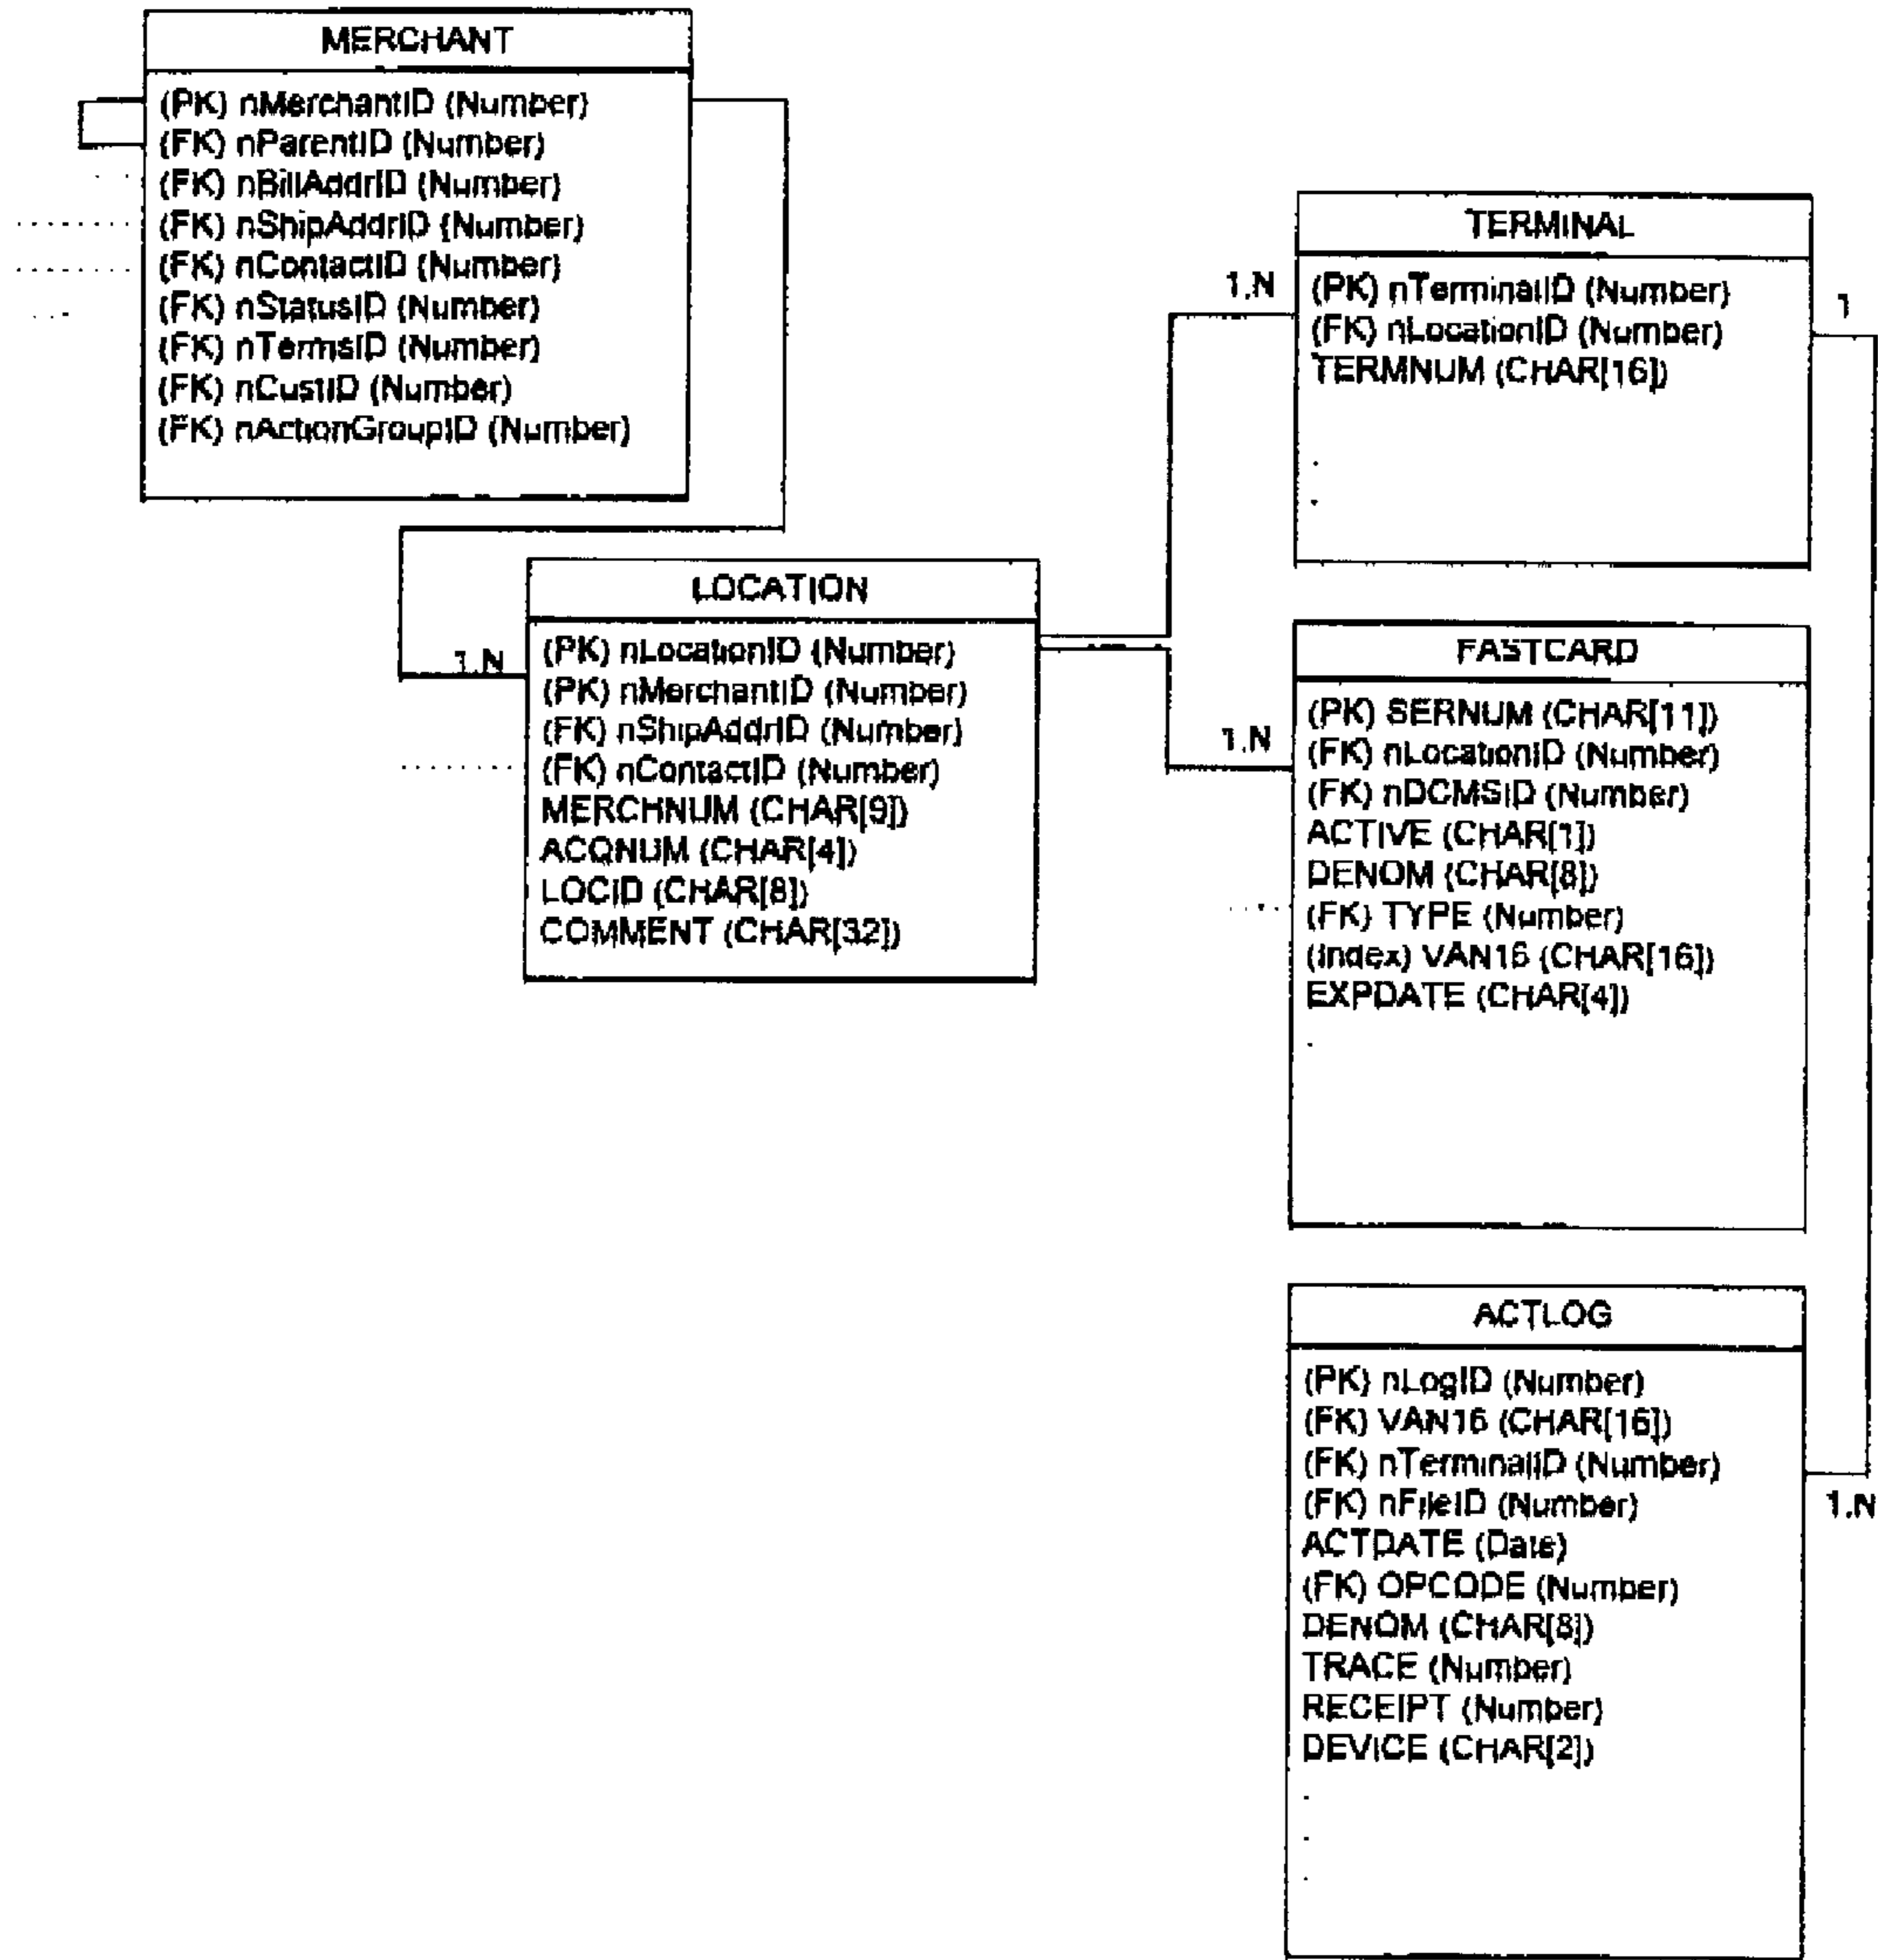 MERCHANT
(PK) nMerchantID (Number)
(FK) nParentID (Number)
(FK) nBillAddrID (Number)
(FK) nShipAddrID (Number)
(FK) nContactID (Number)
(FK) nStatusID (Number)
(FK) nTermsID (Number)
(FK) nCustID (Number)
(FK) nActionGroupID (Number)
1.N
LOCATION
(PK) nLocationID (Number)
(PK) nMerchantID (Number)
(FK) nShipAddrID (Number)
(FK) nContactID (Number)
MERCHNUM (CHAR[9])
ACQNUM (CHAR[4])
LOCID (CHAR[8])
COMMENT (CHAR[32])
1.N
TERMINAL
(PK) nTerminalID (Number)
(FK) nLocationID (Number)
TERMNUM (CHAR[16])
.
.
1
1.N
FASTCARD
(PK) SERNUM (CHAR[11])
(FK) nLocationID (Number)
(FK) nDCMSID (Number)
ACTIVE (CHAR[1])
DENOM (CHAR[8])
(FK) TYPE (Number)
(Index) VAN16 (CHAR[16])
EXPDATE (CHAR[4])
.
ACTLOG
(PK) nLogID (Number)
(FK) VAN16 (CHAR[16])
(FK) nTerminalID (Number)
(FK) nFileID (Number)
ACTDATE (Date)
(FK) OPCODE (Number)
DENOM (CHAR[8])
TRACE (Number)
RECEIPT (Number)
DEVICE (CHAR[2])
.
.
.
1.N